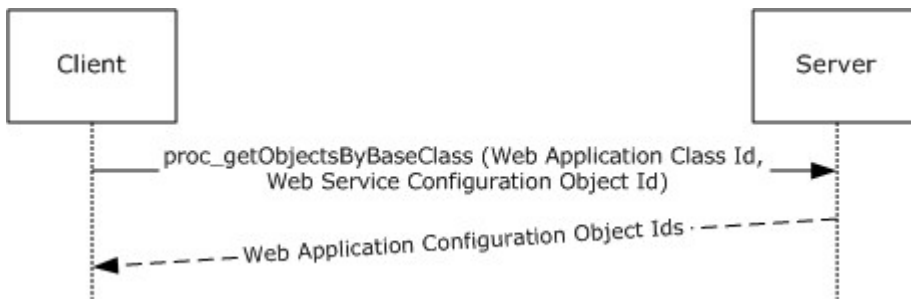 Client
Server
proc_getObjectsByBaseClass (Web Application Class Id,
Web Service Configuration Object Id)
Web Application Configuration Object Ids